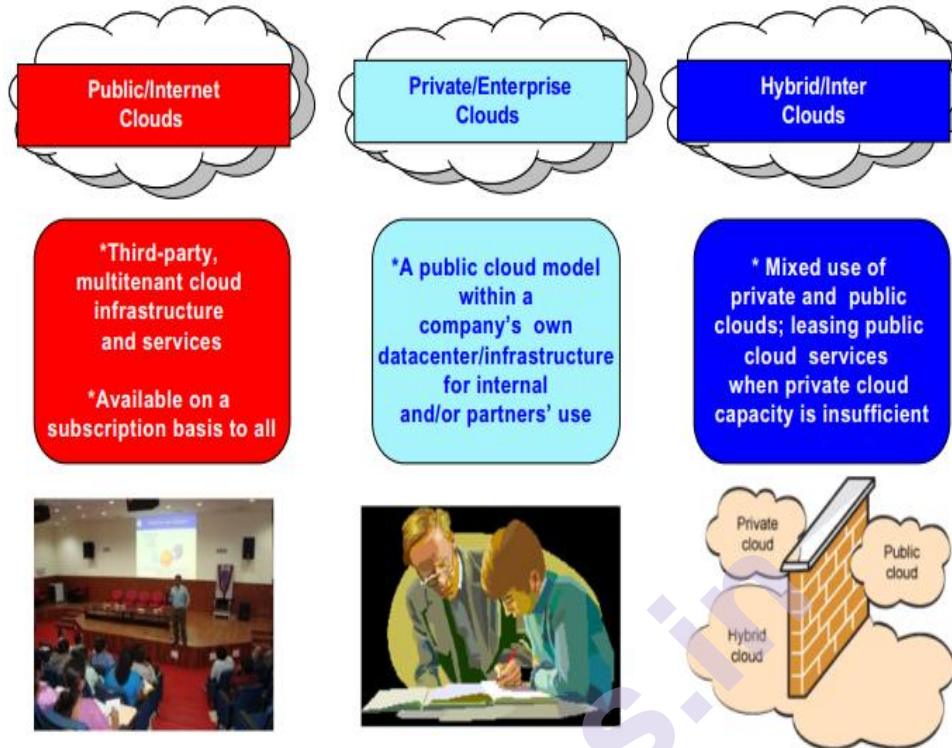 Public/Internet
Clouds
Private/Enterprise
Clouds
Hybrid/Inter
Clouds
*Third-party,
multitenant cloud
infrastructure
and services
*Available on a
subscription basis to all
*A public cloud model
within a
company's own
datacenter/infrastructure
for internal
and/or partners' use
* Mixed use of
private and public
clouds; leasing public
cloud services
when private cloud
capacity is insufficient
Private
cloud
Public
cloud
Hybrid
cloud
s.in